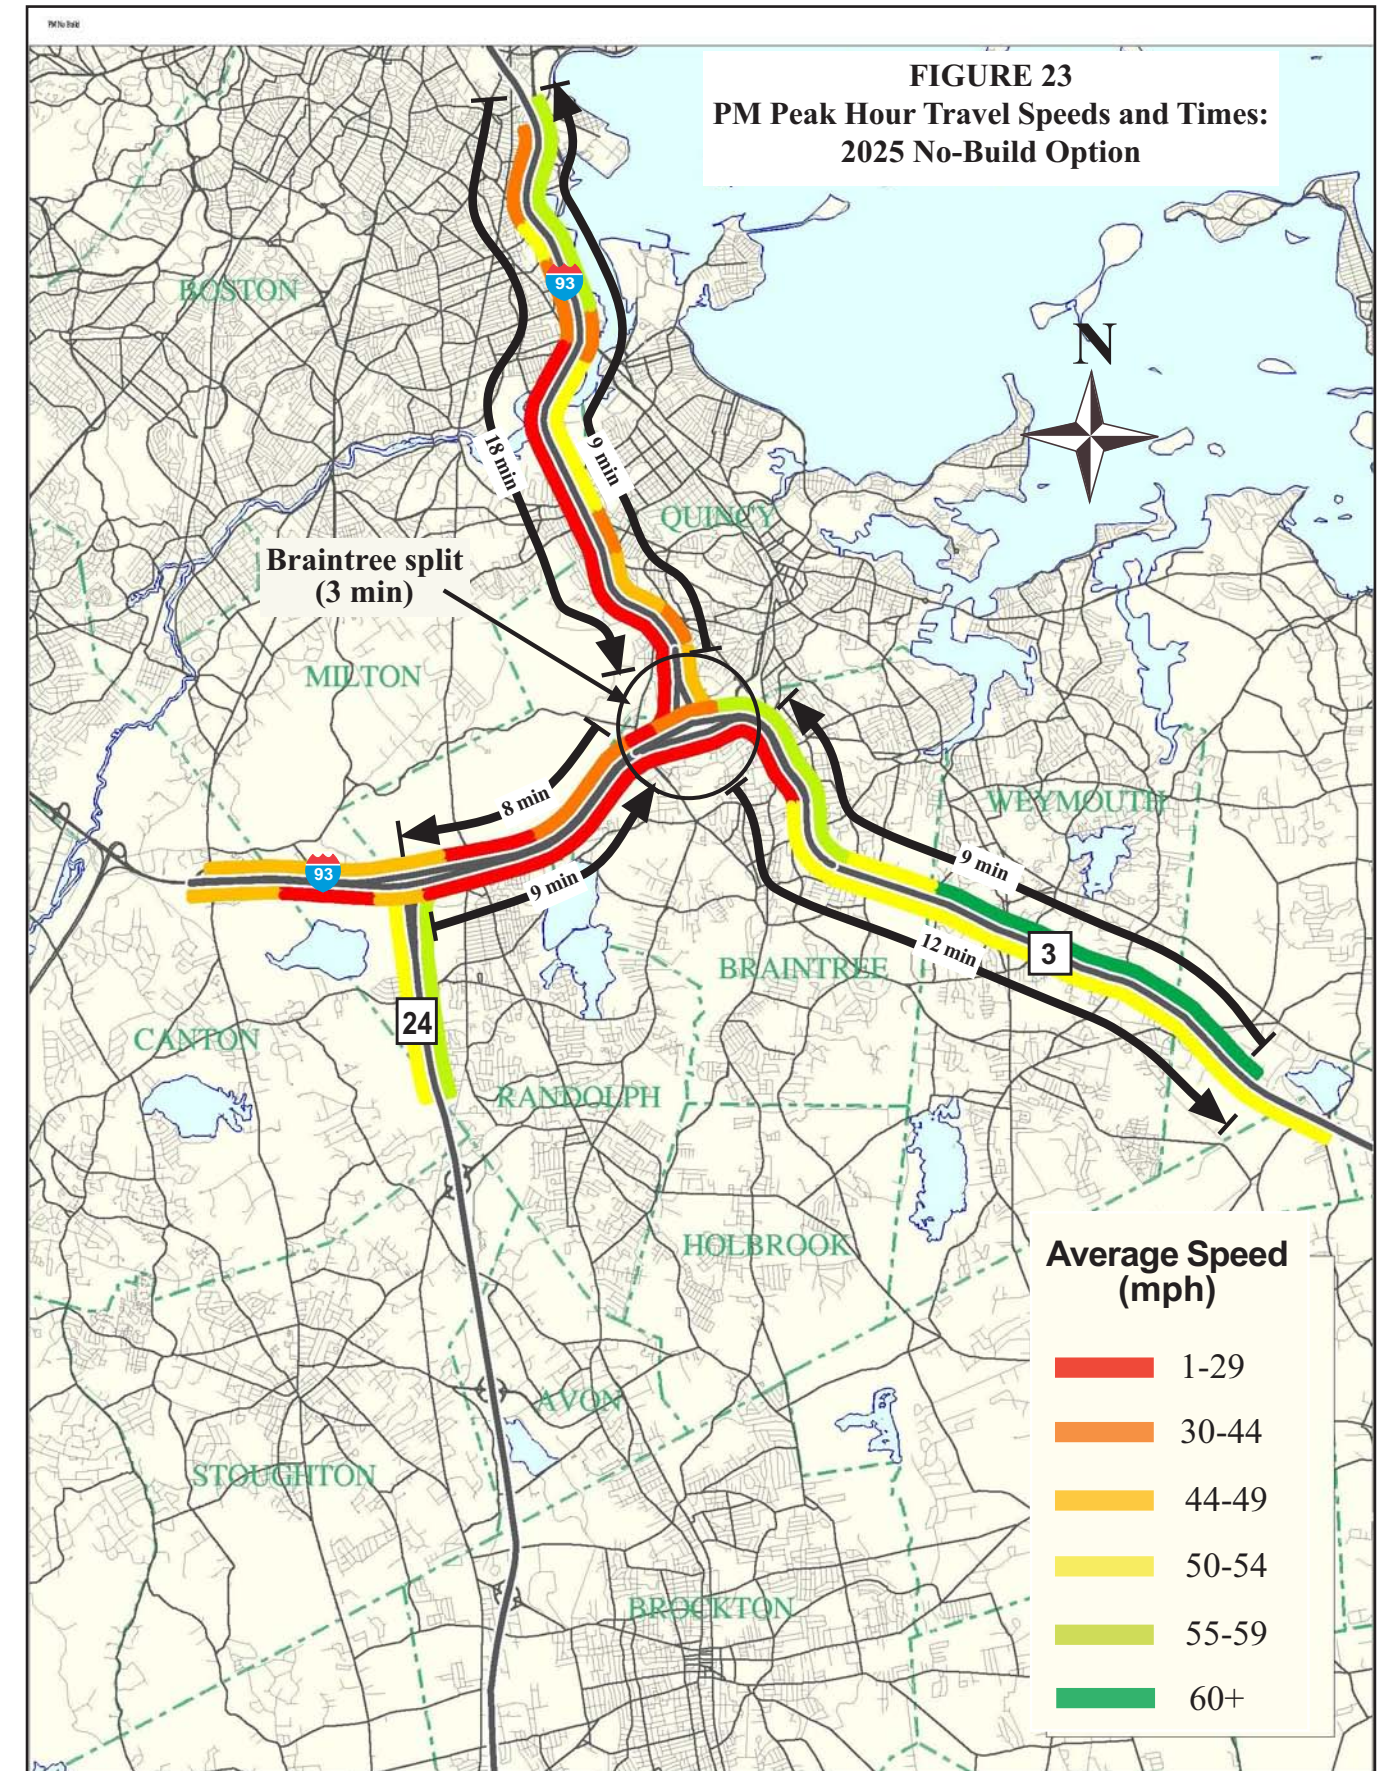 PM No Build
FIGURE 23
PM Peak Hour Travel Speeds and Times:
2025 No-Build Option
BOSTON
93
N
18 min
9 min
QUINCY
Braintree split
(3 min)
MILTON
8 min
WEYMOUTH
9 min
93
9 min
12 min
3
BRAINTREE
24
CANTON
RANDOLPH
HOLBROOK
Average Speed
(mph)
1-29
30-44
44-49
50-54
55-59
60+
AVON
STOUGHTON
BROCKTON